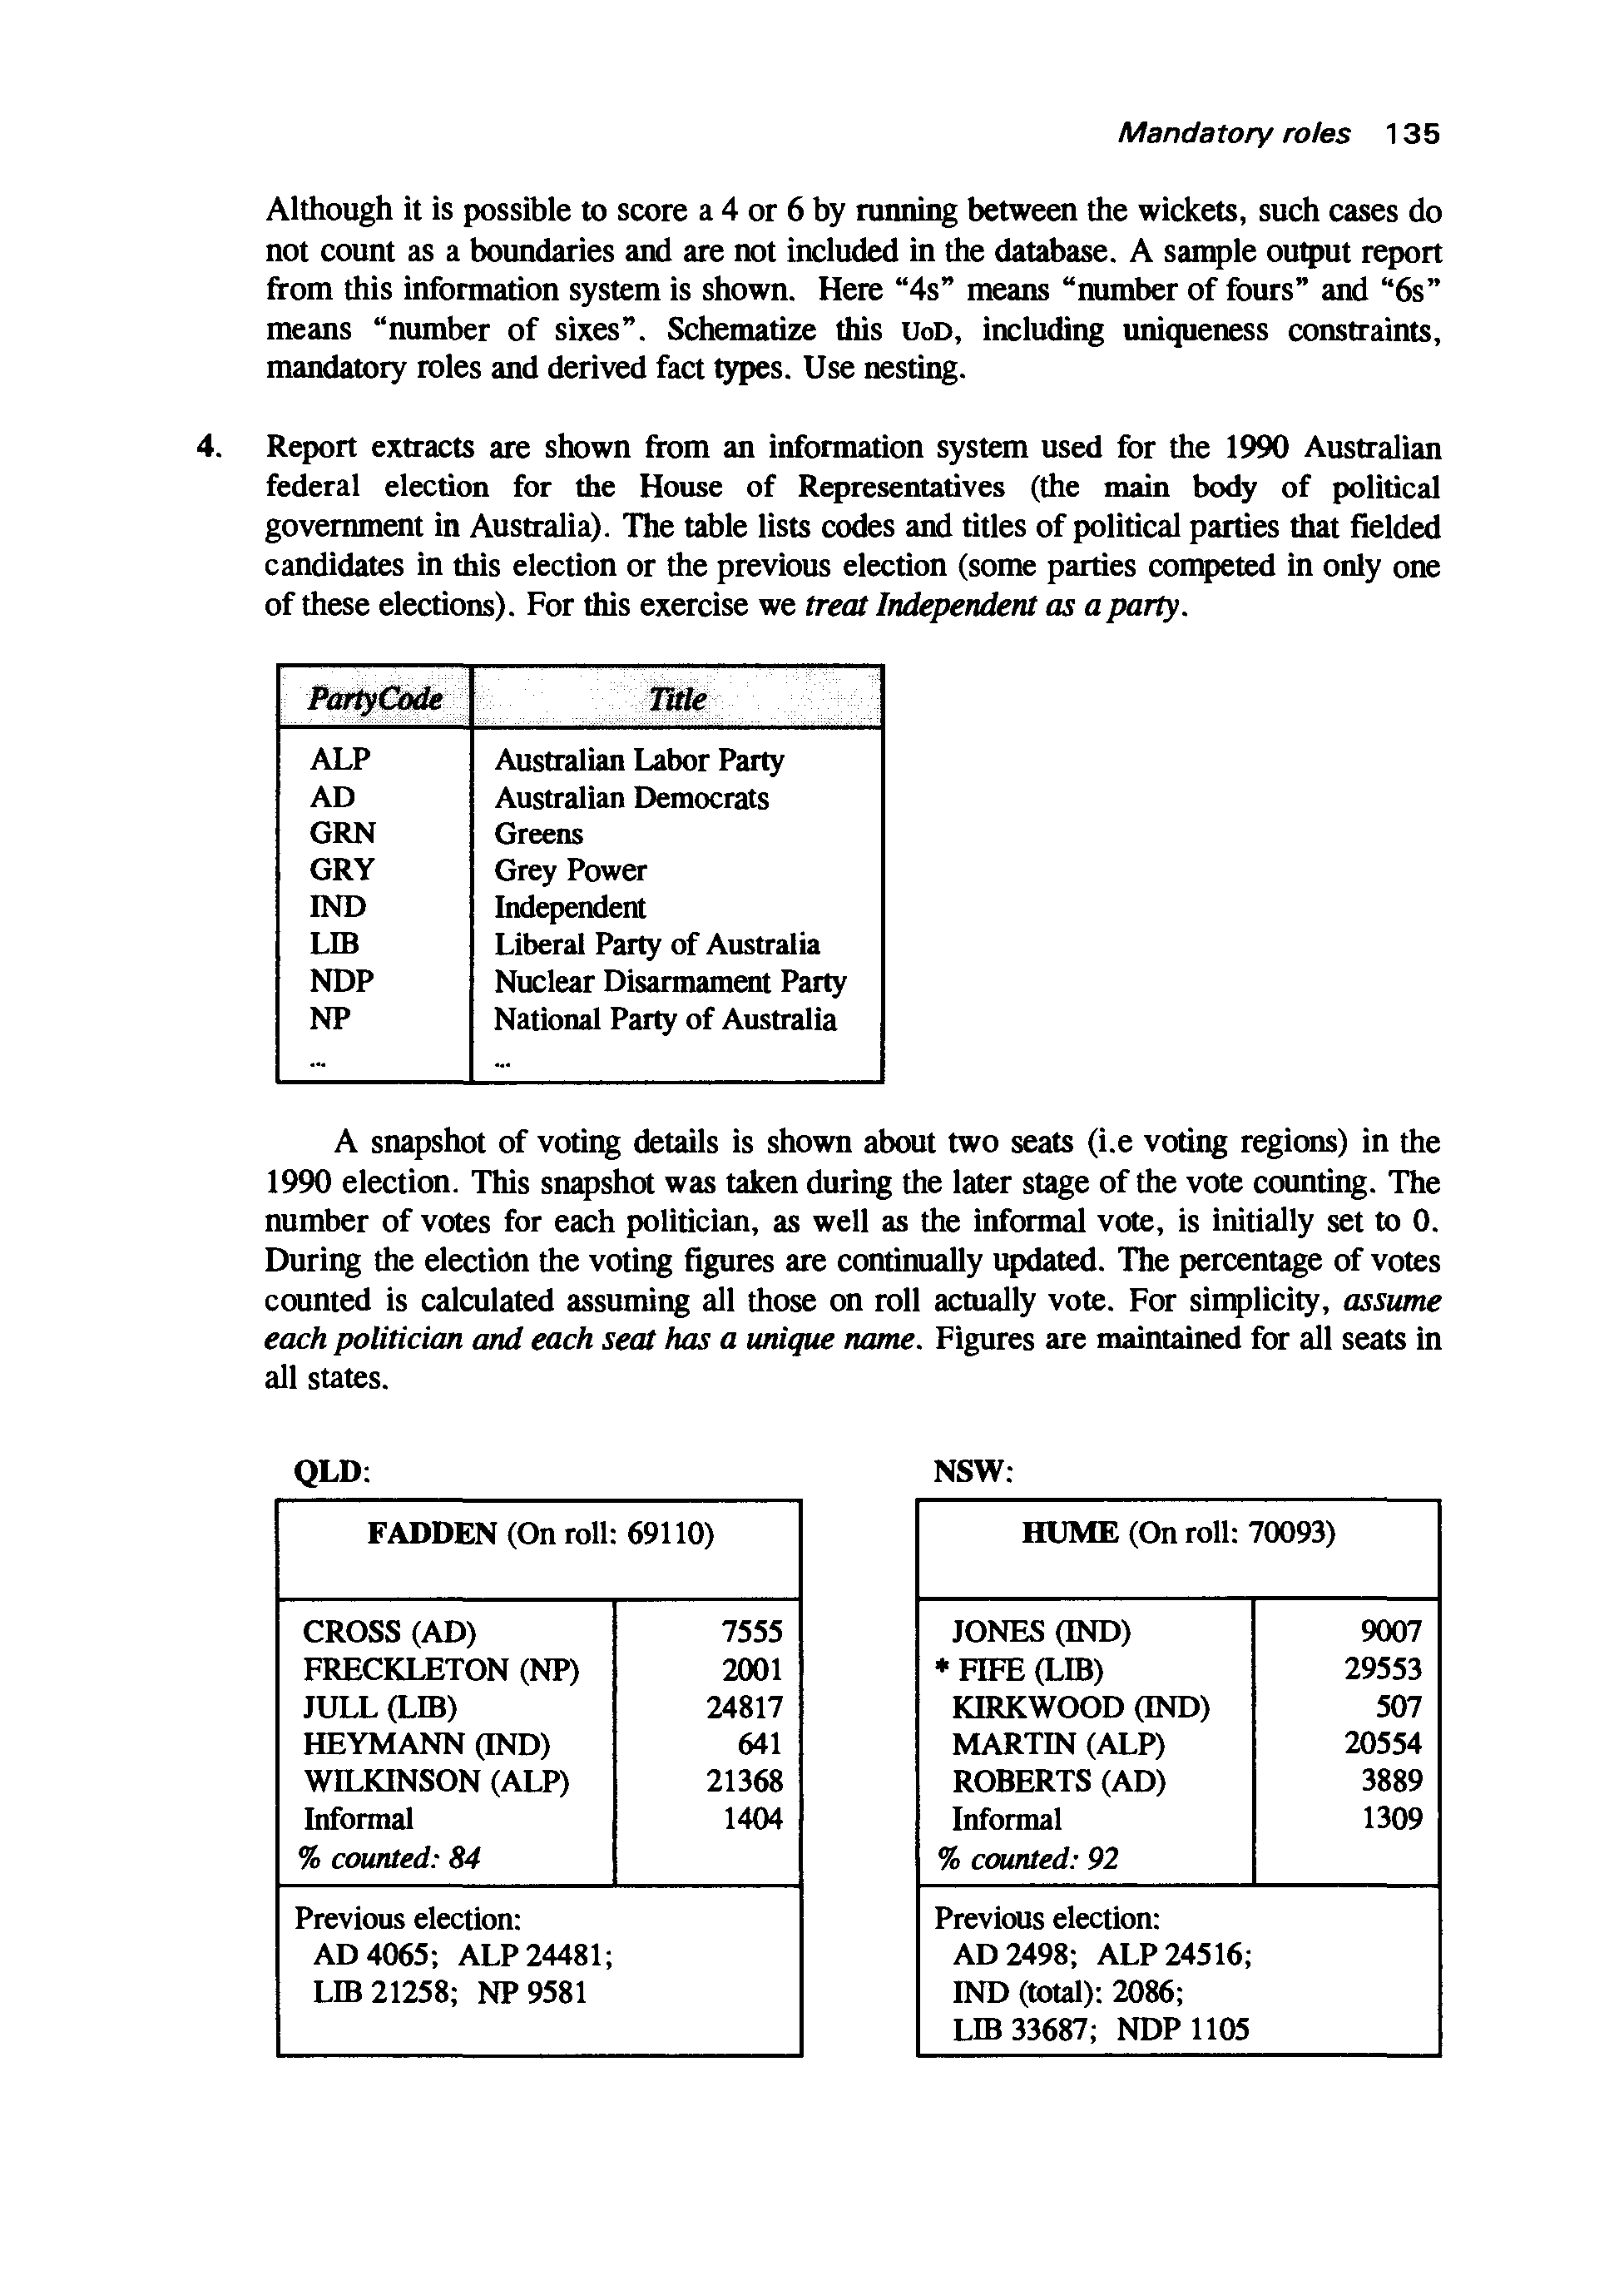 Mandatory roles 135
Although it is possible to score a 4 or 6 by running between the wickets, such cases do
not count as a boundaries and are not included in the database. A sample output report
from this information system is shown. Here “4s” means “number of fours” and “6s”
means “number of sixes”. Schematize this UoD, including uniqueness constraints,
mandatory roles and derived fact types. Use nesting.
4. Report extracts are shown from an information system used for the 1990 Australian
federal election for the House of Representatives (the main body of political
government in Australia). The table lists codes and titles of political parties that fielded
candidates in this election or the previous election (some parties competed in only one
of these elections). For this exercise we treat Independent as a party.
PartyCode Title
ALP Australian Labor Party
AD Australian Democrats
GRN Greens
GRY Grey Power
IND Independent
LIB Liberal Party of Australia
NDP Nuclear Disarmament Party
NP National Party of Australia
... ...
A snapshot of voting details is shown about two seats (i.e voting regions) in the
1990 election. This snapshot was taken during the later stage of the vote counting. The
number of votes for each politician, as well as the informal vote, is initially set to 0.
During the election the voting figures are continually updated. The percentage of votes
counted is calculated assuming all those on roll actually vote. For simplicity, assume
each politician and each seat has a unique name. Figures are maintained for all seats in
all states.
QLD:
FADDEN (On roll: 69110)
CROSS (AD) 7555
FRECKLETON (NP) 2001
JULL (LIB) 24817
HEYMANN (IND) 641
WILKINSON (ALP) 21368
Informal 1404
% counted: 84
Previous election:
AD 4065; ALP 24481;
LIB 21258; NP 9581
NSW:
HUME (On roll: 70093)
JONES (IND) 9007
* FIFE (LIB) 29553
KIRKWOOD (IND) 507
MARTIN (ALP) 20554
ROBERTS (AD) 3889
Informal 1309
% counted: 92
Previous election:
AD 2498; ALP 24516;
IND (total): 2086;
LIB 33687; NDP 1105